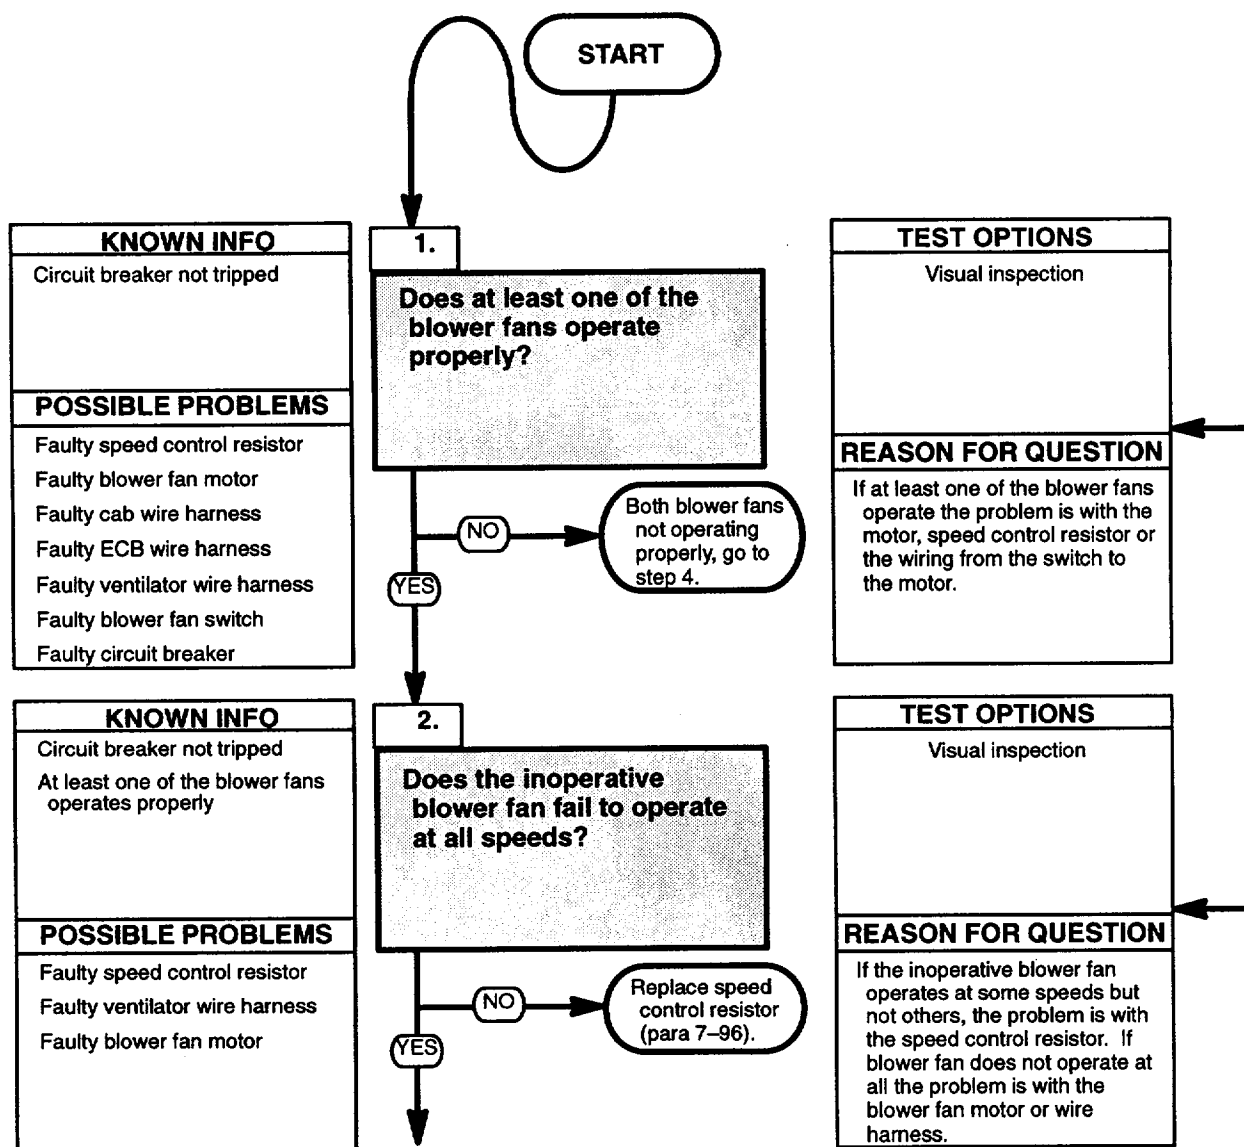 START
KNOWN INFO
Circuit breaker not tripped
POSSIBLE PROBLEMS
Faulty speed control resistor
Faulty blower fan motor
Faulty cab wire harness
Faulty ECB wire harness
Faulty ventilator wire harness
Faulty blower fan switch
Faulty circuit breaker
1.
Does at least one of the
blower fans operate
properly?
NO
Both blower fans
not operating
properly, go to
step 4.
YES
TEST OPTIONS
Visual inspection
REASON FOR QUESTION
If at least one of the blower fans
operate the problem is with the
motor, speed control resistor or
the wiring from the switch to
the motor.
KNOWN INFO
Circuit breaker not tripped
At least one of the blower fans
operates properly
POSSIBLE PROBLEMS
Faulty speed control resistor
Faulty ventilator wire harness
Faulty blower fan motor
2.
Does the inoperative
blower fan fail to operate
at all speeds?
NO
Replace speed
control resistor
(para 7–96).
YES
TEST OPTIONS
Visual inspection
REASON FOR QUESTION
If the inoperative blower fan
operates at some speeds but
not others, the problem is with
the speed control resistor. If
blower fan does not operate at
all the problem is with the
blower fan motor or wire
harness.